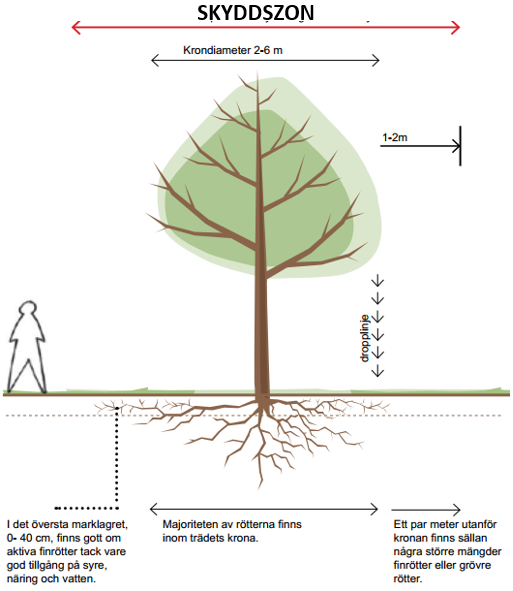 SKYDDSZON
Krondiameter 2-6 m
1-2m
dropplinje
I det översta marklagret,
0- 40 cm, finns gott om
aktiva finrötter tack vare
god tillgång på syre,
näring och vatten.
Majoriteten av rötterna finns
inom trädets krona.
Ett par meter utanför
kronan finns sällan
några större mängder
finrötter eller grövre
rötter.